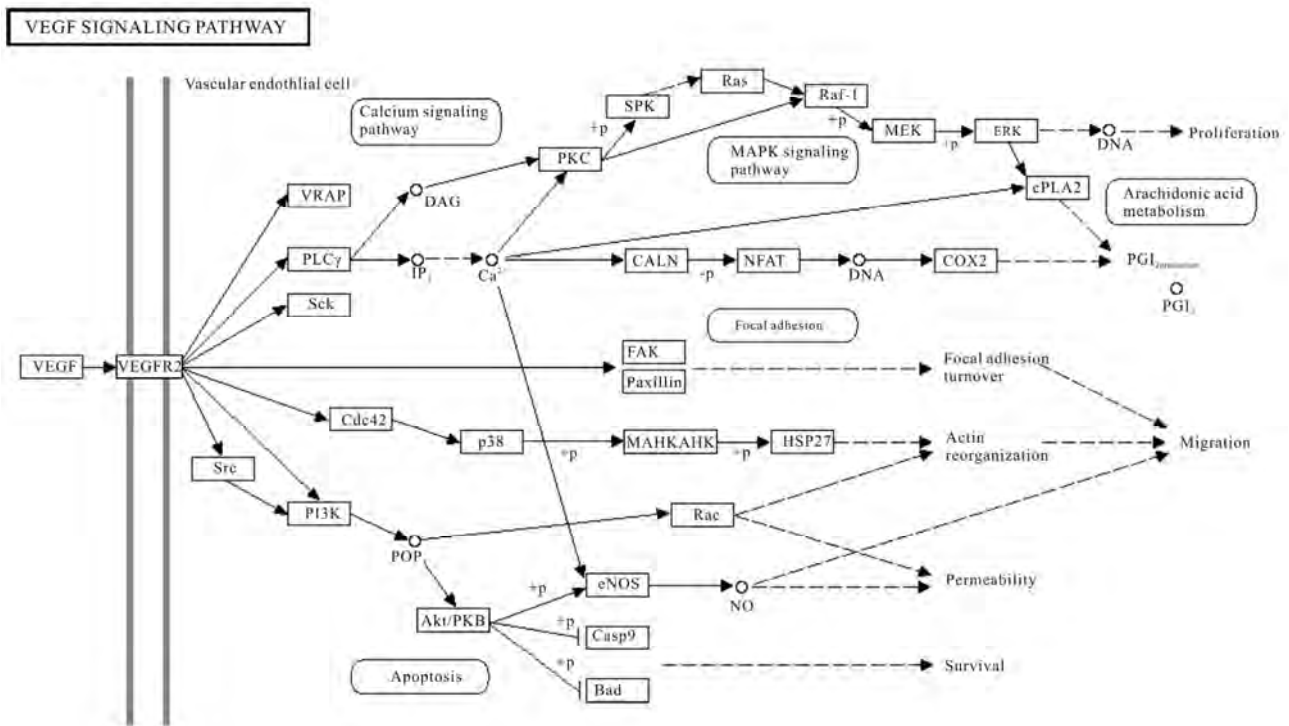 VEGF SIGNALING PATHWAY
Vascular endothlial cell
Calcium signaling
pathway
SPK
Ras
Raf-1
+p
+p
MEK
+p
ERK
DNA
Proliferation
PKC
MAPK signaling
pathway
VRAP
DAG
cPLA2
Arachidonic acid
metabolism
PLCγ
IP3
Ca
CALN
-p
NFAT
DNA
COX2
PGI
PGI2
Sck
Focal adhesion
VEGF
VEGFR2
FAK
Paxillin
Focal adhesion
turnover
Cdc42
p38
+p
MAHKAHK
+p
HSP27
Actin
reorganization
Migration
Src
PI3K
POP
Rac
eNOS
+p
NO
Permeability
Akt/PKB
+p
Casp9
+p
Bad
Survival
Apoptosis